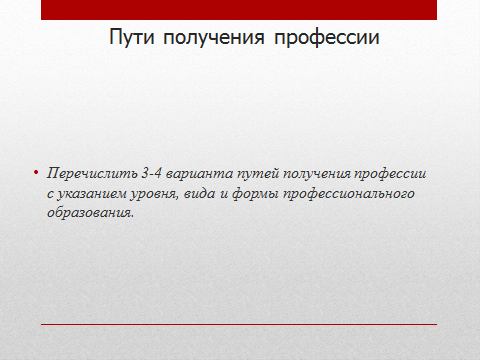 Пути получения профессии
• Перечислить 3-4 варианта путей получения профессии
с указанием уровня, вида и формы профессионального
образования.